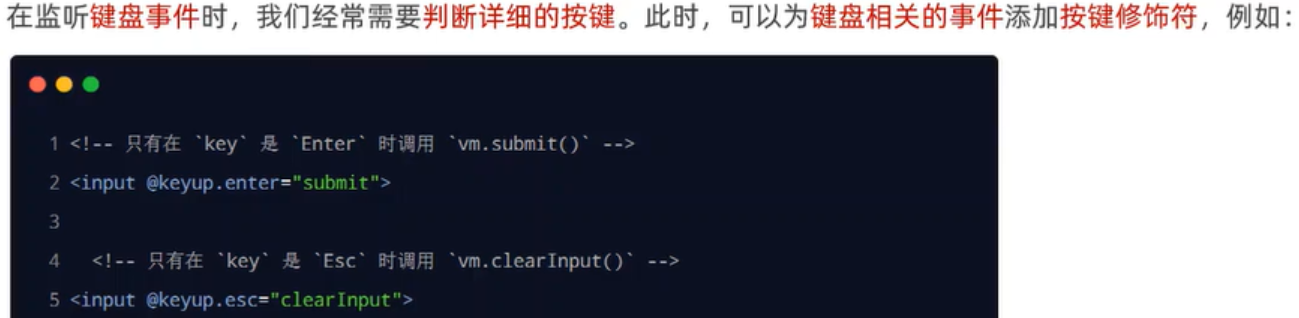 在监听键盘事件时，我们经常需要判断详细的按键。此时，可以为键盘相关的事件添加按键修饰符，例如：
1 <!-- 只有在 `key` 是 `Enter` 时调用 `vm.submit()` -->
2 <input @keyup.enter="submit">
3
4 <!-- 只有在 `key` 是 `Esc` 时调用 `vm.clearInput()` -->
5 <input @keyup.esc="clearInput">